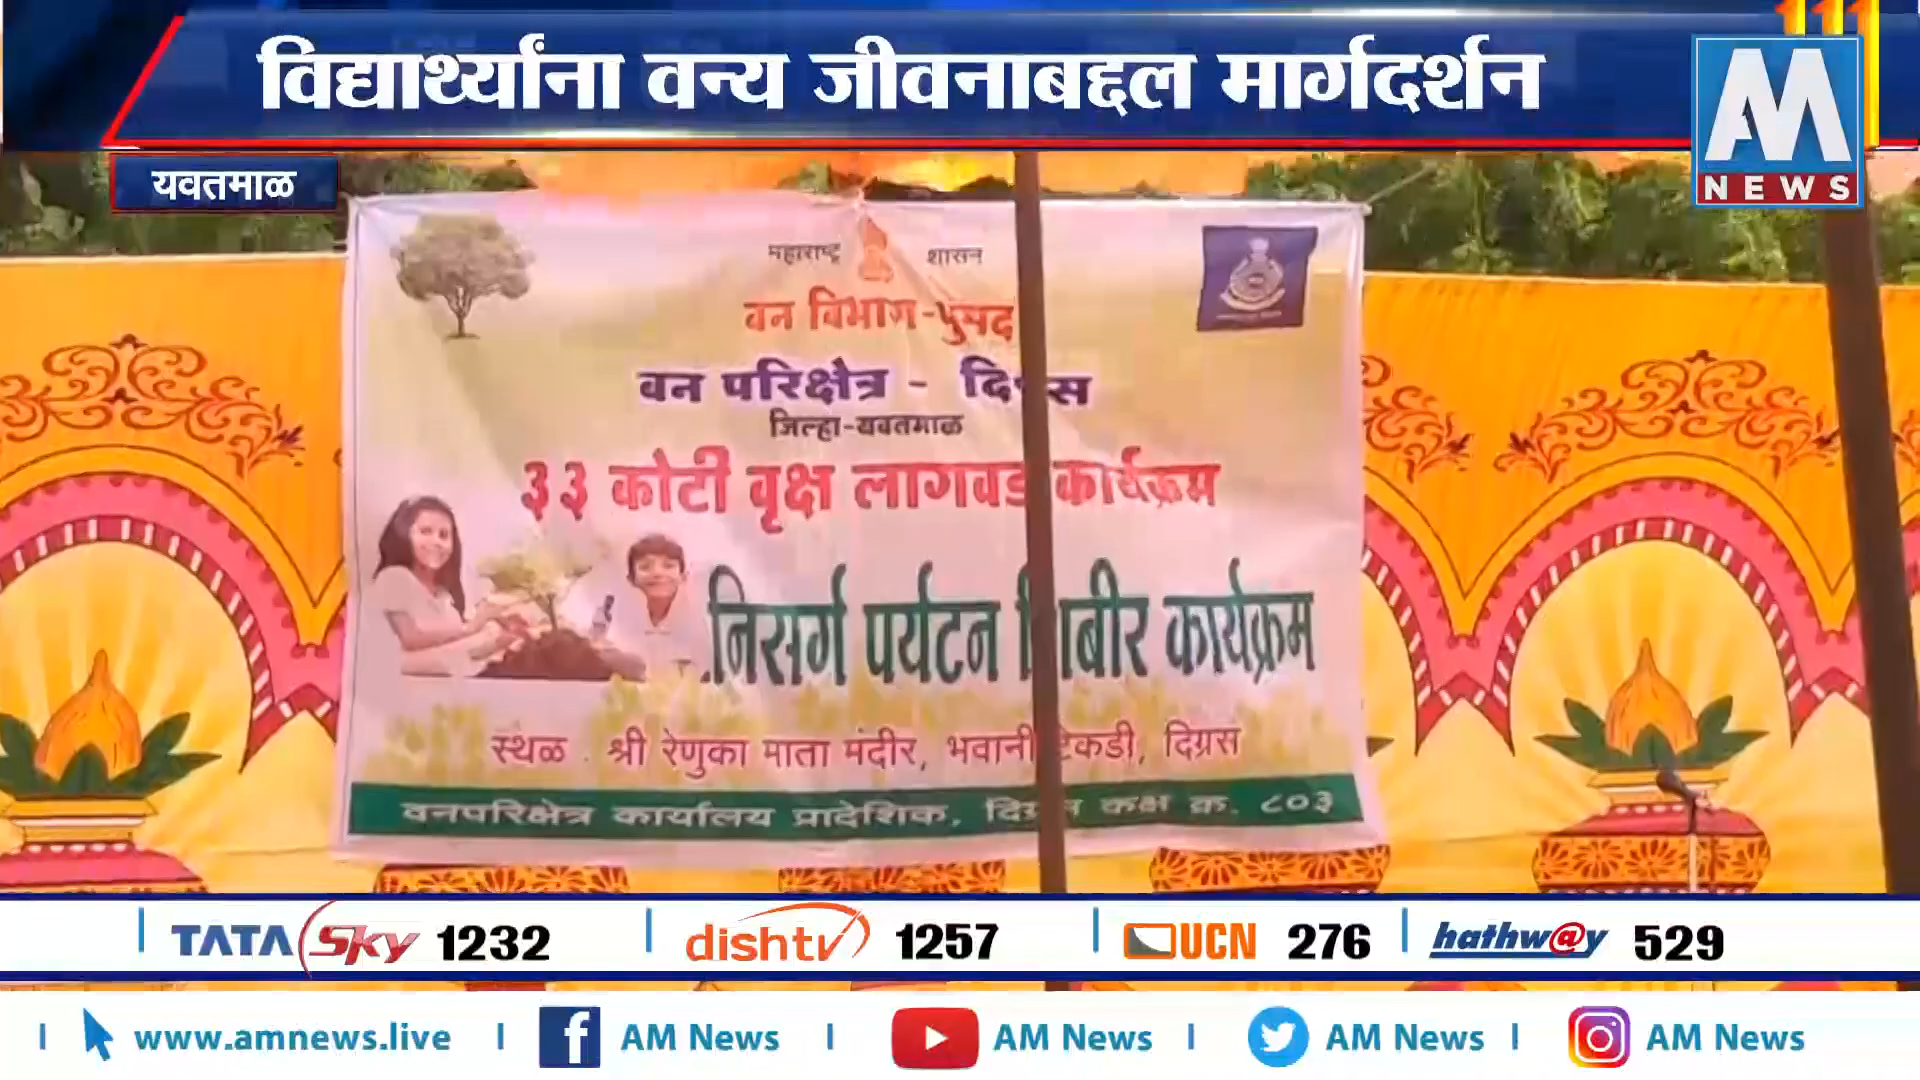 विद्यार्थ्यांना वन्य जीवनाबद्दल मार्गदर्शन
AM
NEWS
यवतमाळ
महाराष्ट्र शासन
वन विभाग-पुसद
वन परिक्षेत्र - दिग्रस
जिल्हा-यवतमाळ
३३ कोटी वृक्ष लागवड कार्यक्रम
निसर्ग पर्यटन शिबीर कार्यक्रम
स्थळ - श्री रेणुका माता मंदीर, भवानी टेकडी, दिग्रस
वनपरिक्षेत्र कार्यालय प्रादेशिक, दिग्रस कक्ष क्र. ८०३
TATA Sky 1232 dishtv 1257 UCN 276 hathw@y 529
www.amnews.live AM News AM News AM News AM News